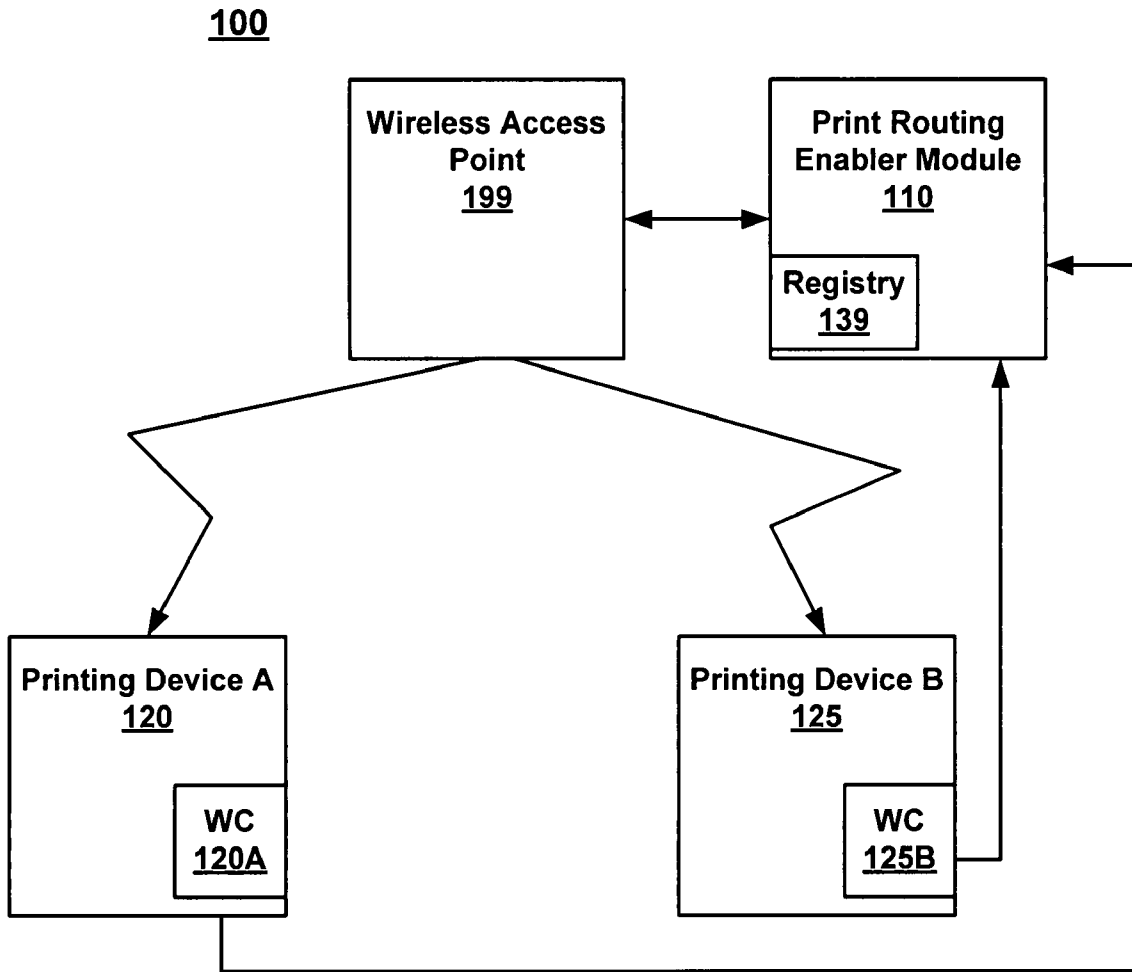 100
Wireless Access
Point
199
Print Routing
Enabler Module
110
Registry
139
Printing Device A
120
WC
120A
Printing Device B
125
WC
125B